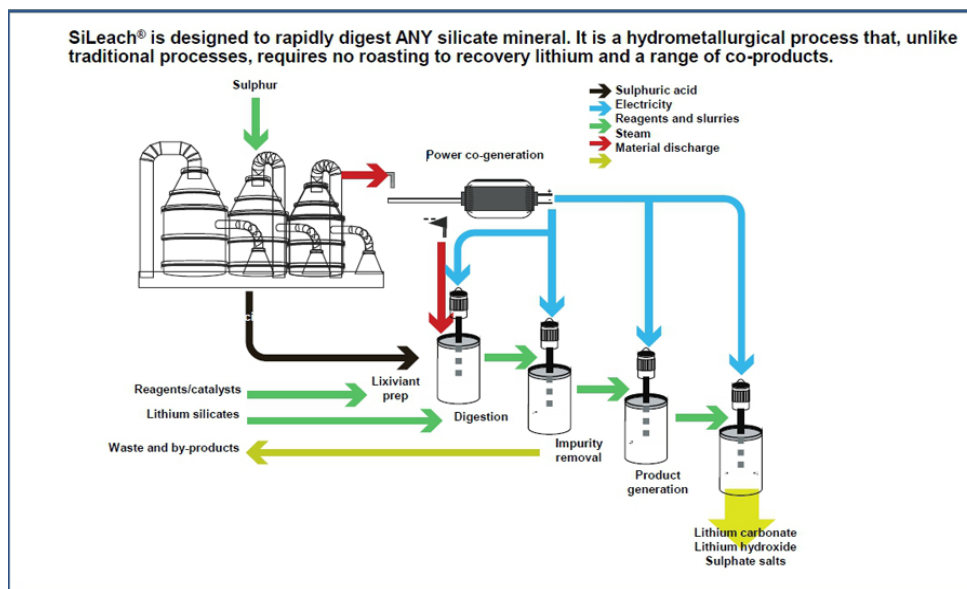 SiLeach® is designed to rapidly digest ANY silicate mineral. It is a hydrometallurgical process that, unlike
traditional processes, requires no roasting to recovery lithium and a range of co-products.
Sulphur
Sulphuric acid
Electricity
Reagents and slurries
Steam
Material discharge
Power co-generation
Reagents/catalysts
Lixiviant
prep
Lithium silicates
Digestion
Waste and by-products
Impurity
removal
Product
generation
Lithium carbonate
Lithium hydroxide
Sulphate salts